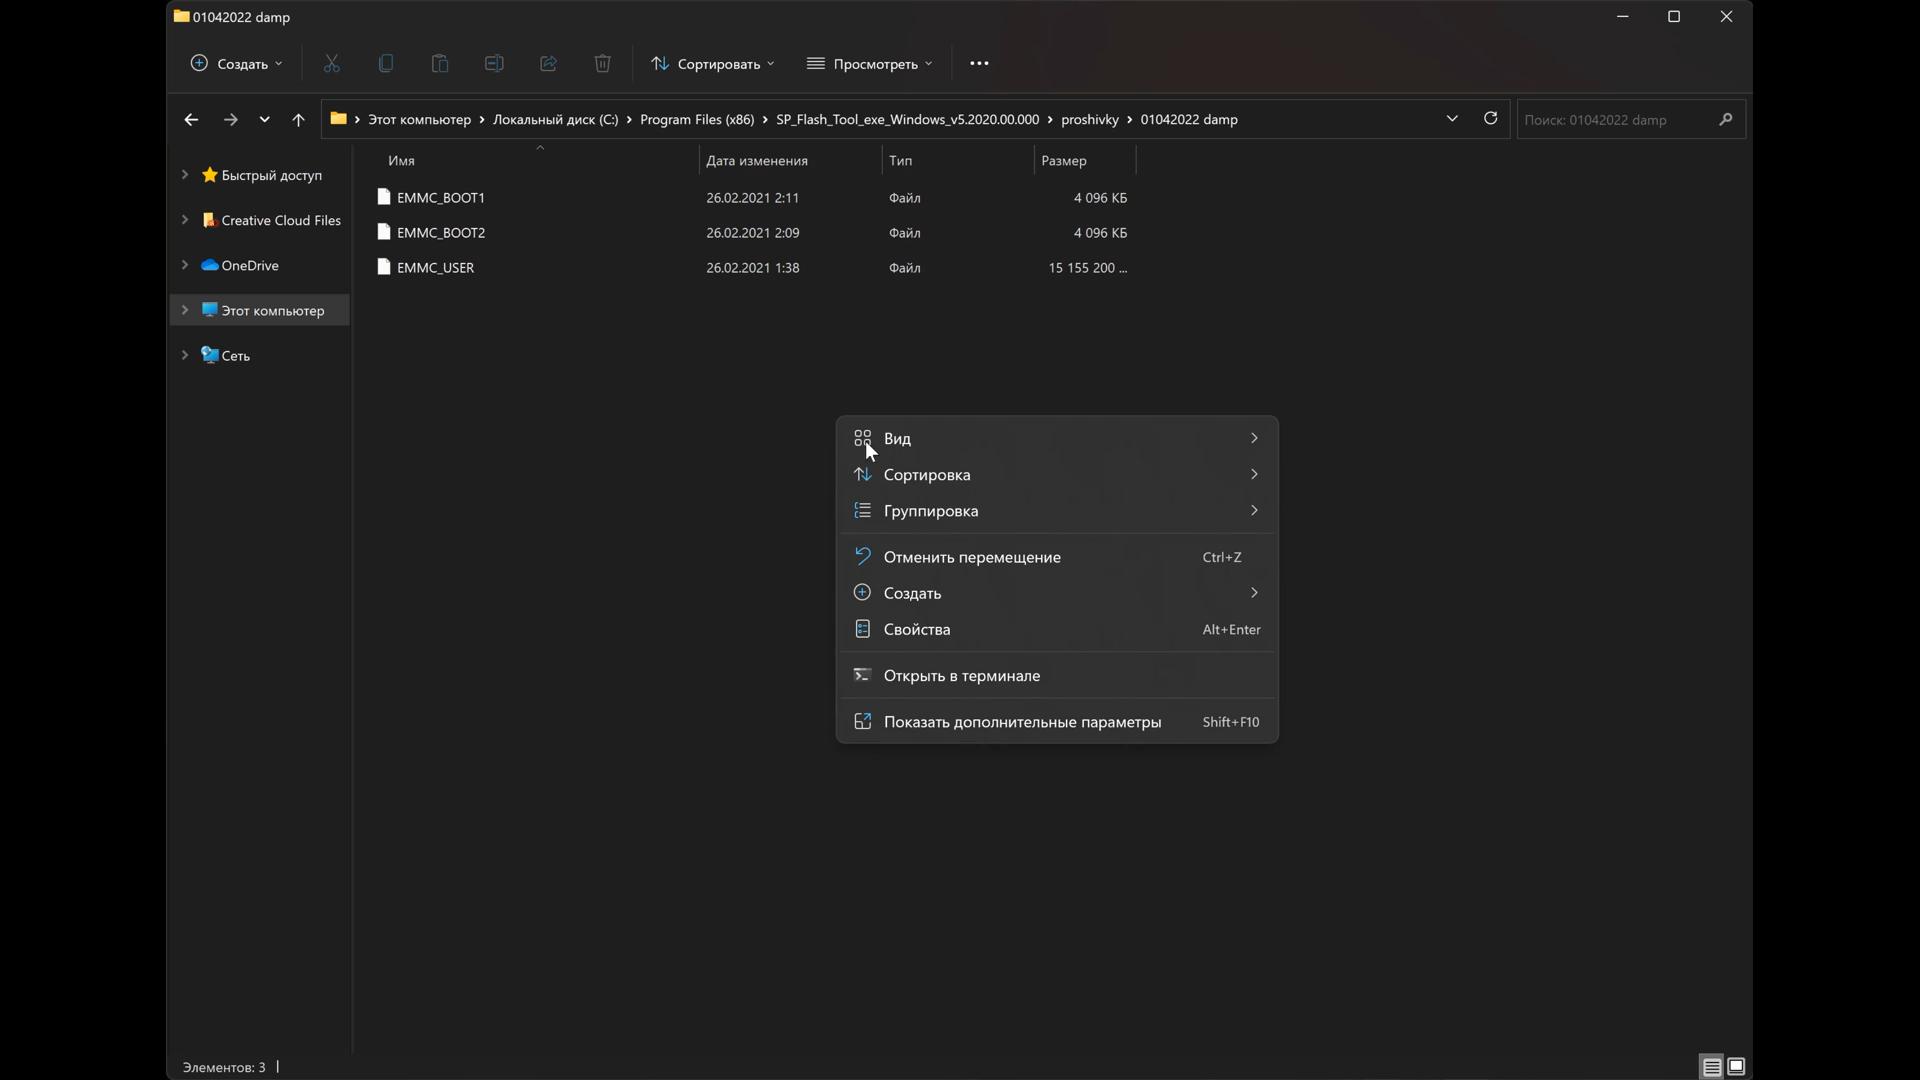 01042022 damp
Создать
Сортировать
Просмотреть
Этот компьютер
Локальный диск (C:)
Program Files (x86)
SP_Flash_Tool_exe_Windows_v5.2020.00.000
proshivky
01042022 damp
Поиск: 01042022 damp
Имя
Дата изменения
Тип
Размер
Быстрый доступ
Creative Cloud Files
OneDrive
Этот компьютер
Сеть
EMMC_BOOT1
26.02.2021 2:11
Файл
4 096 КБ
EMMC_BOOT2
26.02.2021 2:09
Файл
4 096 КБ
EMMC_USER
26.02.2021 1:38
Файл
15 155 200 ...
Вид
Сортировка
Группировка
Отменить перемещение Ctrl+Z
Создать
Свойства Alt+Enter
Открыть в терминале
Показать дополнительные параметры Shift+F10
Элементов: 3